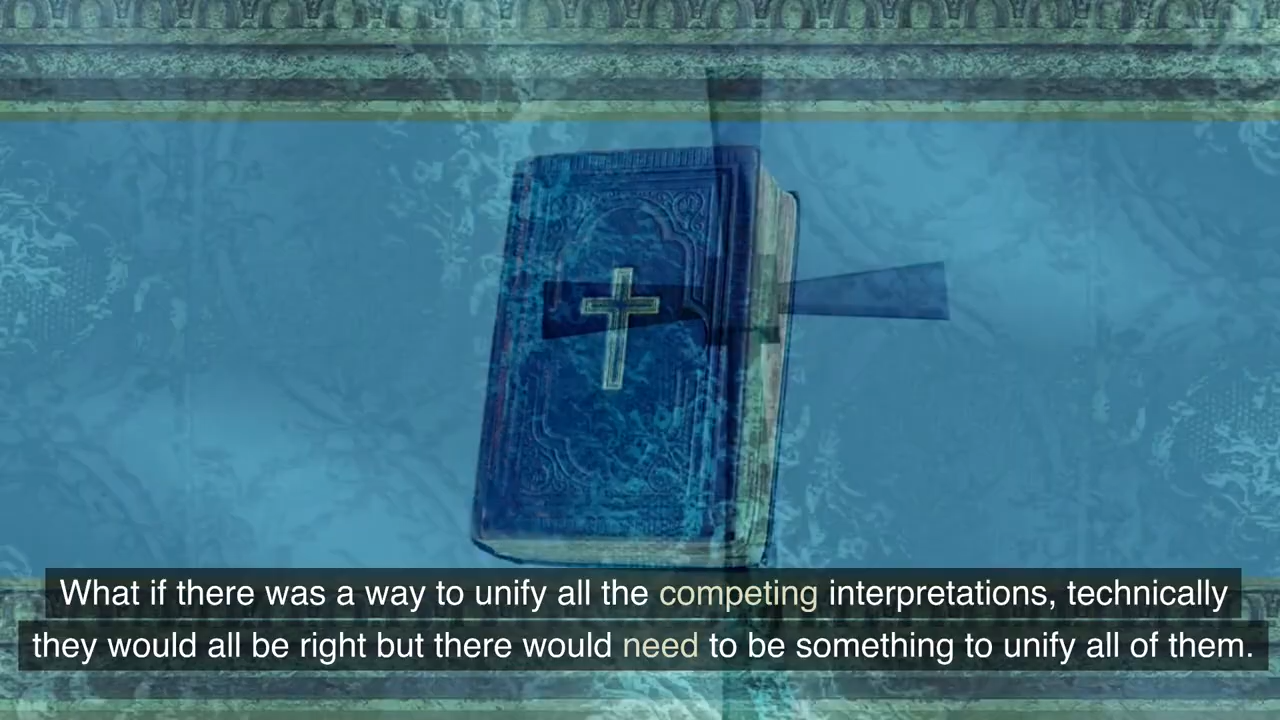 What if there was a way to unify all the competing interpretations, technically
they would all be right but there would need to be something to unify all of them.